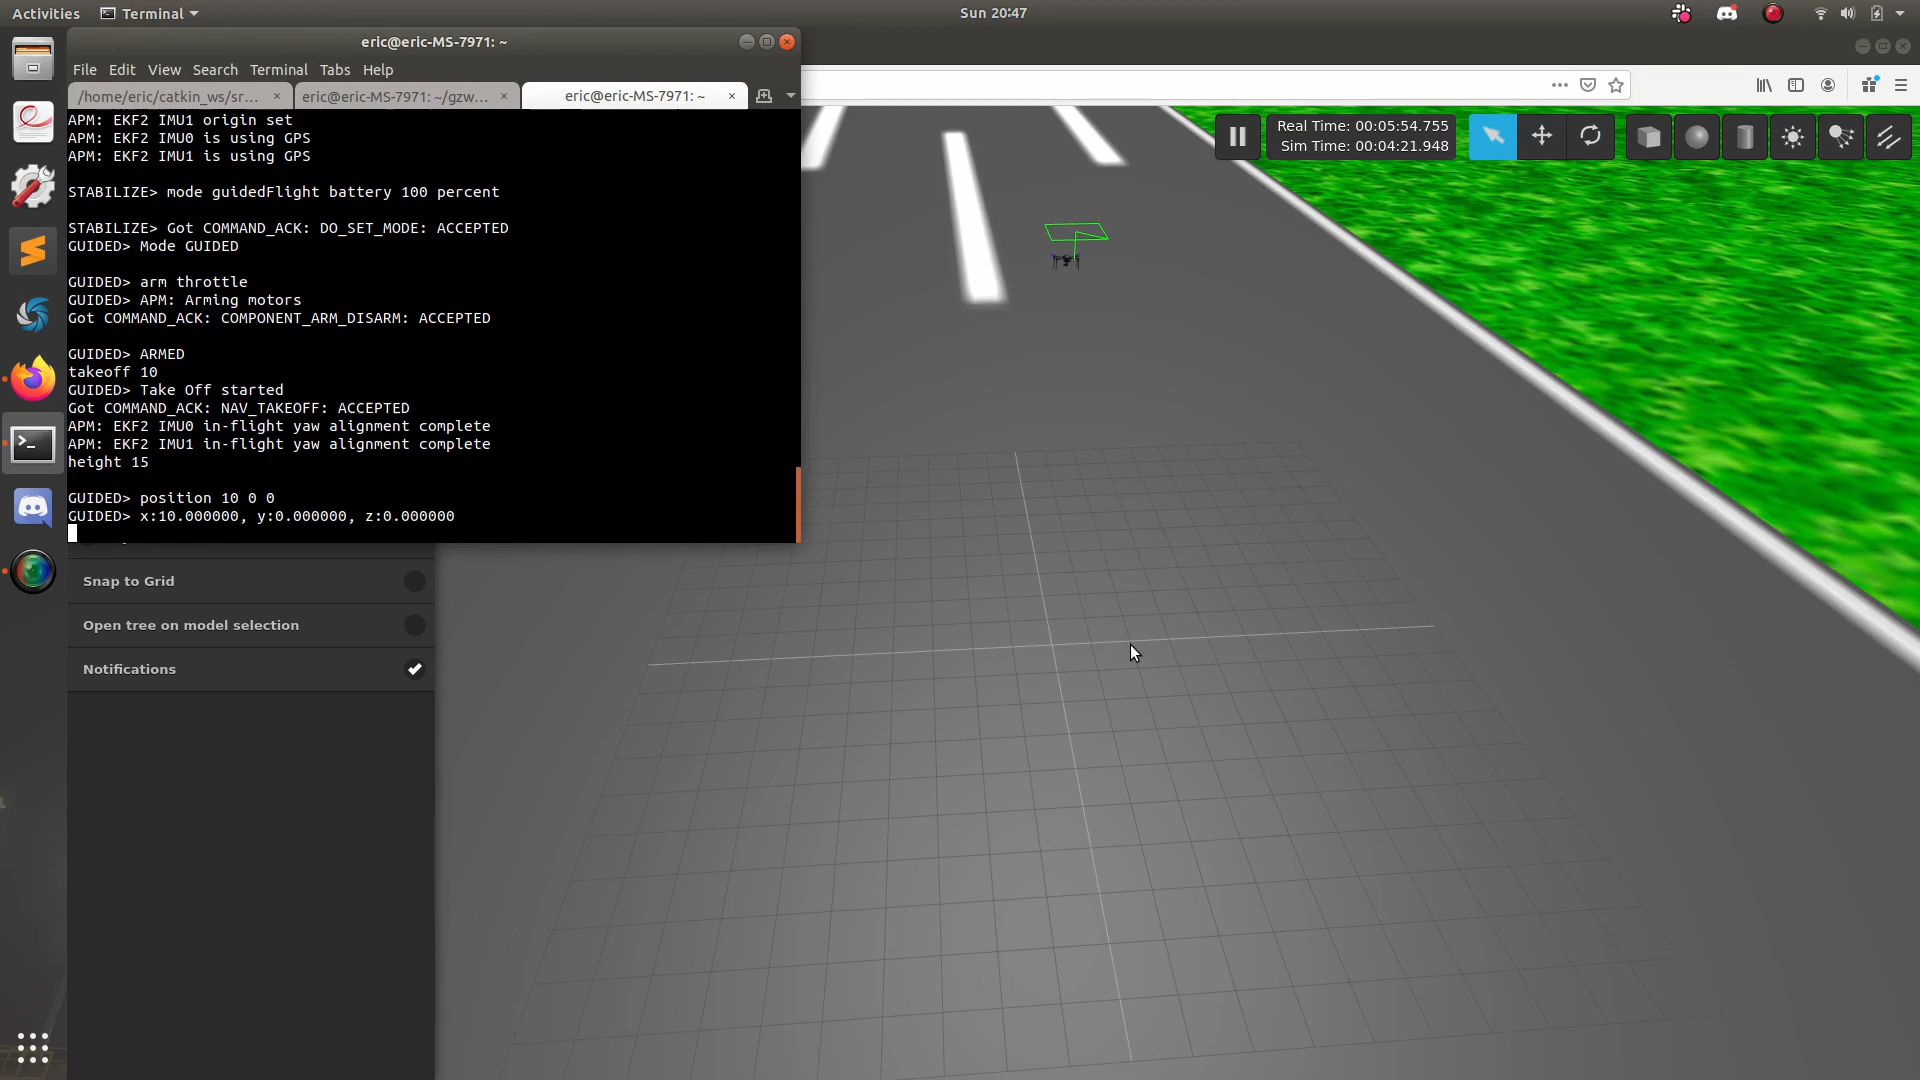 Activities Terminal Sun 20:47
eric@eric-MS-7971: ~
File Edit View Search Terminal Tabs Help
/home/eric/catkin_ws/sr... × eric@eric-MS-7971: ~/gzw... × eric@eric-MS-7971: ~ ×
APM: EKF2 IMU1 origin set
APM: EKF2 IMU0 is using GPS
APM: EKF2 IMU1 is using GPS
STABILIZE> mode guidedFlight battery 100 percent
STABILIZE> Got COMMAND_ACK: DO_SET_MODE: ACCEPTED
GUIDED> Mode GUIDED
GUIDED> arm throttle
GUIDED> APM: Arming motors
Got COMMAND_ACK: COMPONENT_ARM_DISARM: ACCEPTED
GUIDED> ARMED
takeoff 10
GUIDED> Take Off started
Got COMMAND_ACK: NAV_TAKEOFF: ACCEPTED
APM: EKF2 IMU0 in-flight yaw alignment complete
APM: EKF2 IMU1 in-flight yaw alignment complete
height 15
GUIDED> position 10 0 0
GUIDED> x:10.000000, y:0.000000, z:0.000000
Snap to Grid
Open tree on model selection
Notifications
Real Time: 00:05:54.755
Sim Time: 00:04:21.948